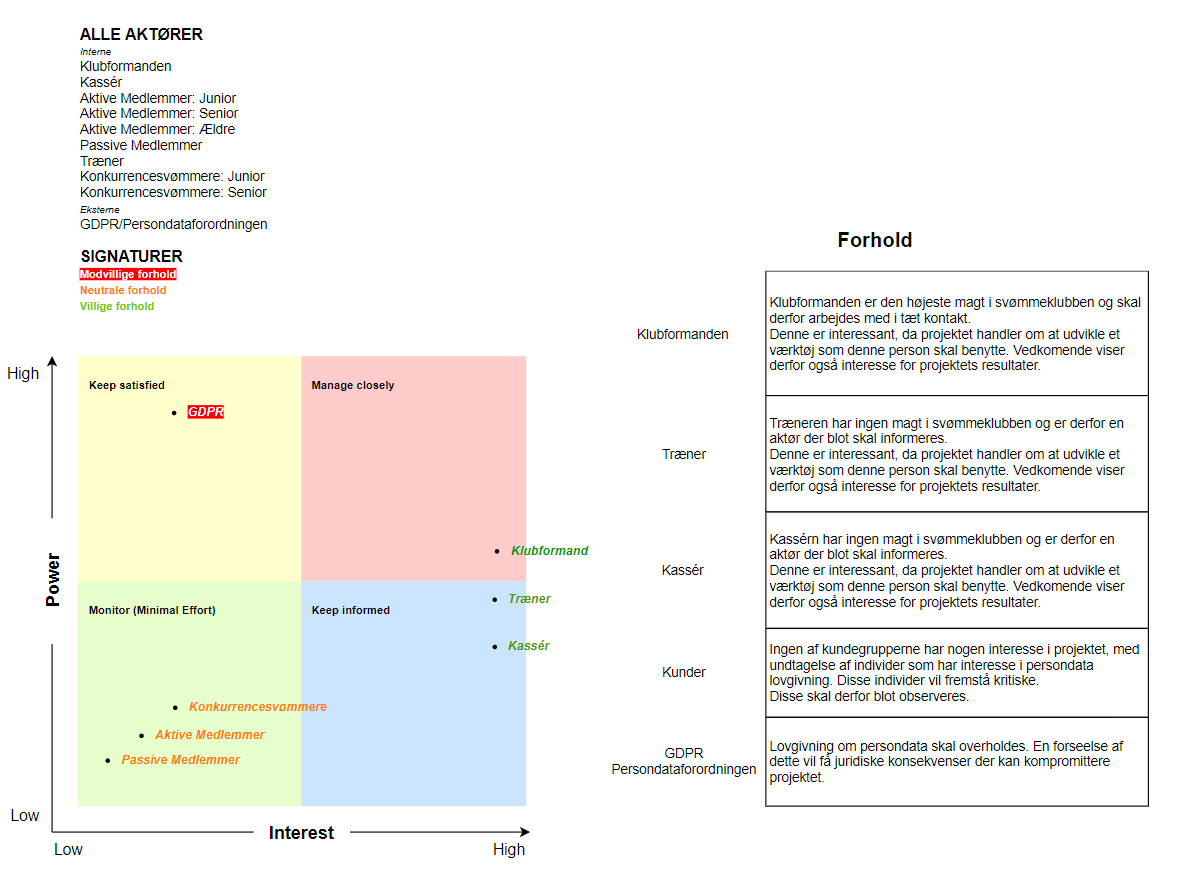 ALLE AKTØRER
Interne
Klubformanden
Kassér
Aktive Medlemmer: Junior
Aktive Medlemmer: Senior
Aktive Medlemmer: Ældre
Passive Medlemmer
Træner
Konkurrencesvømmere: Junior
Konkurrencesvømmere: Senior
Eksterne
GDPR/Persondataforordningen
SIGNATURER
Modvillige forhold
Neutrale forhold
Villige forhold
High
Keep satisfied
Manage closely
GDPR
Klubformand
Power
Monitor (Minimal Effort)
Keep informed
Træner
Kassér
Konkurrencesvømmere
Aktive Medlemmer
Passive Medlemmer
Low
Interest
Low
High
Forhold
Klubformanden
Klubformanden er den højeste magt i svømmeklubben og skal
derfor arbejdes med i tæt kontakt.
Denne er interessant, da projektet handler om at udvikle et
værktøj som denne person skal benytte. Vedkomende viser
derfor også interesse for projektets resultater.
Træner
Træneren har ingen magt i svømmeklubben og er derfor en
aktør der blot skal informeres.
Denne er interessant, da projektet handler om at udvikle et
værktøj som denne person skal benytte. Vedkomende viser
derfor også interesse for projektets resultater.
Kassér
Kassérn har ingen magt i svømmeklubben og er derfor en
aktør der blot skal informeres.
Denne er interessant, da projektet handler om at udvikle et
værktøj som denne person skal benytte. Vedkomende viser
derfor også interesse for projektets resultater.
Kunder
Ingen af kundegrupperne har nogen interesse i projektet, med
undtagelse af individer som har interesse i persondata
lovgivning. Disse individer vil fremstå kritiske.
Disse skal derfor blot observeres.
GDPR
Persondataforordningen
Lovgivning om persondata skal overholdes. En forseelse af
dette vil få juridiske konsekvenser der kan kompromittere
projektet.